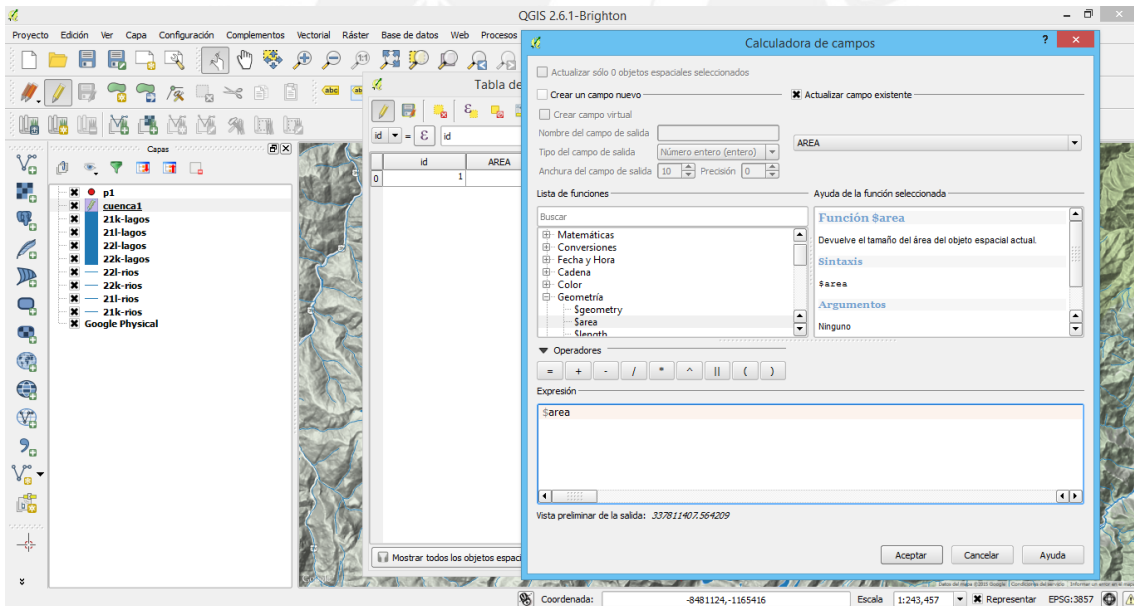 QGIS 2.6.1-Brighton
Proyecto Edición Ver Capa Configuración Complementos Vectorial Ráster Base de datos Web Procesos
Calculadora de campos
?
Actualizar sólo 0 objetos espaciales seleccionados
Crear un campo nuevo
Actualizar campo existente
Crear campo virtual
Nombre del campo de salida
Tipo del campo de salida Número entero (entero)
Anchura del campo de salida 10 Precisión 0
AREA
Lista de funciones
Buscar
Matemáticas
Conversiones
Fecha y Hora
Cadena
Color
Geometría
$geometry
$area
$length
Ayuda de la función seleccionada
Función $area
Devuelve el tamaño del área del objeto espacial actual.
Sintaxis
$area
Argumentos
Ninguno
Operadores
= + - / * ^ || ( )
Expresión
$area
Vista preliminar de la salida: 337811407.564209
Aceptar Cancelar Ayuda
Tabla de
id = ε id
id AREA
0 1
Mostrar todos los objetos espaci
abc
Capas
p1
cuenca1
21k-lagos
21l-lagos
22l-lagos
22k-lagos
22l-rios
22k-rios
21l-rios
21k-rios
Google Physical
Coordenada: -8481124,-1165416 Escala 1:243,457 Representar EPSG:3857